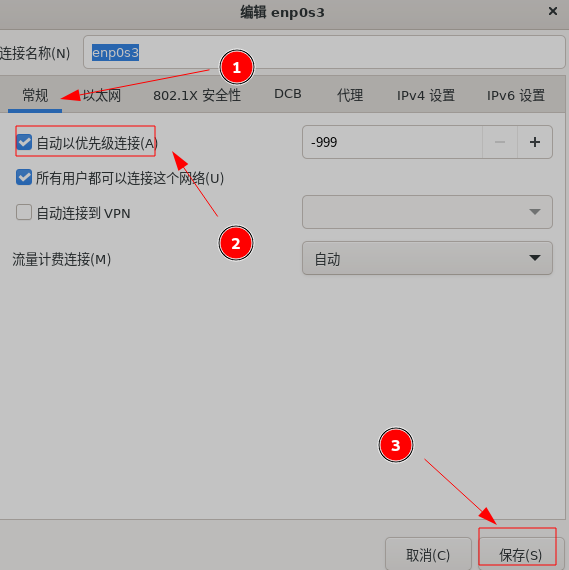 编辑 enp0s3
连接名称(N) enp0s3
1
常规 以太网 802.1X 安全性 DCB 代理 IPv4 设置 IPv6 设置
自动以优先级连接(A) -999
所有用户都可以连接这个网络(U)
自动连接到 VPN
2
流量计费连接(M) 自动
3
取消(C) 保存(S)